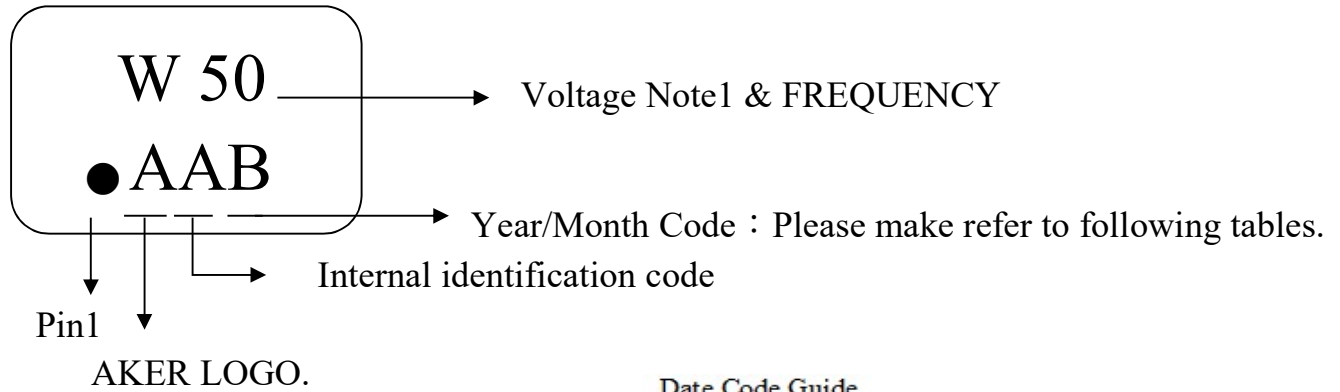 W 50
Voltage Note1 & FREQUENCY
●AAB
Year/Month Code：Please make refer to following tables.
Internal identification code
Pin1
AKER LOGO.
Date Code Guide